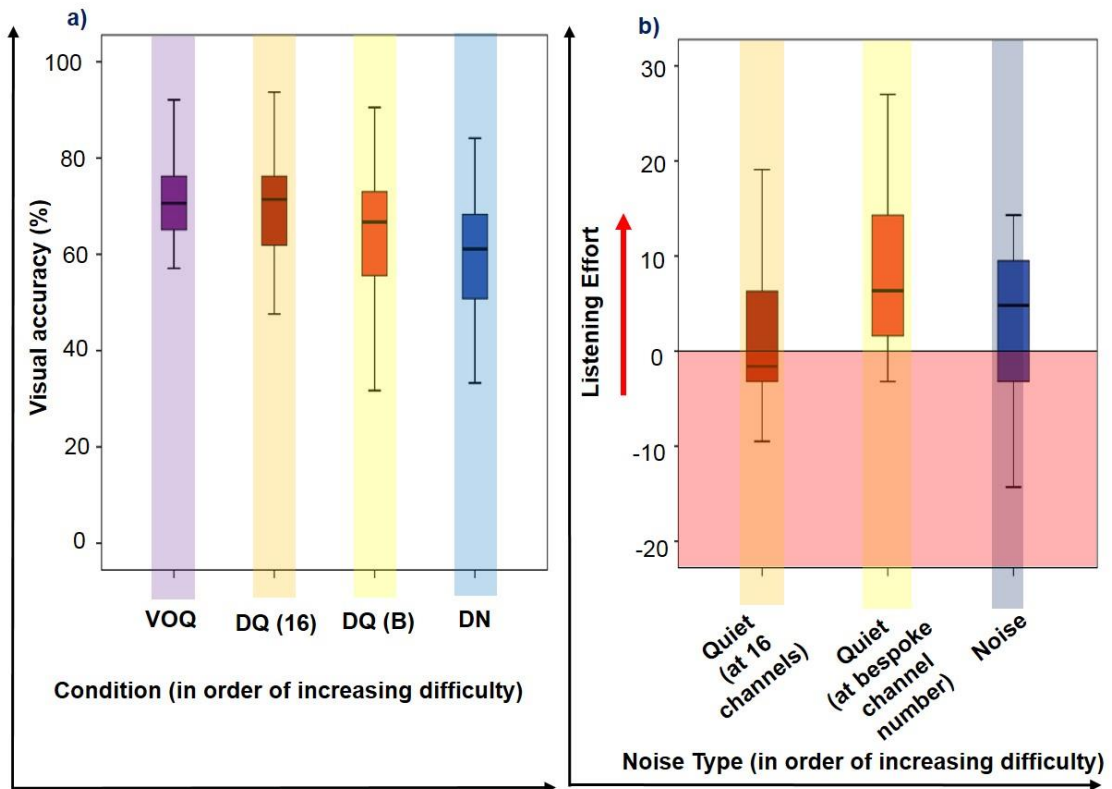 a)
100
80
60
40
20
0
Visual accuracy (%)
VOQ
DQ (16)
DQ (B)
DN
Condition (in order of increasing difficulty)
b)
30
20
10
0
-10
-20
Listening Effort
Quiet
(at 16
channels)
Quiet
(at bespoke
channel
number)
Noise
Noise Type (in order of increasing difficulty)